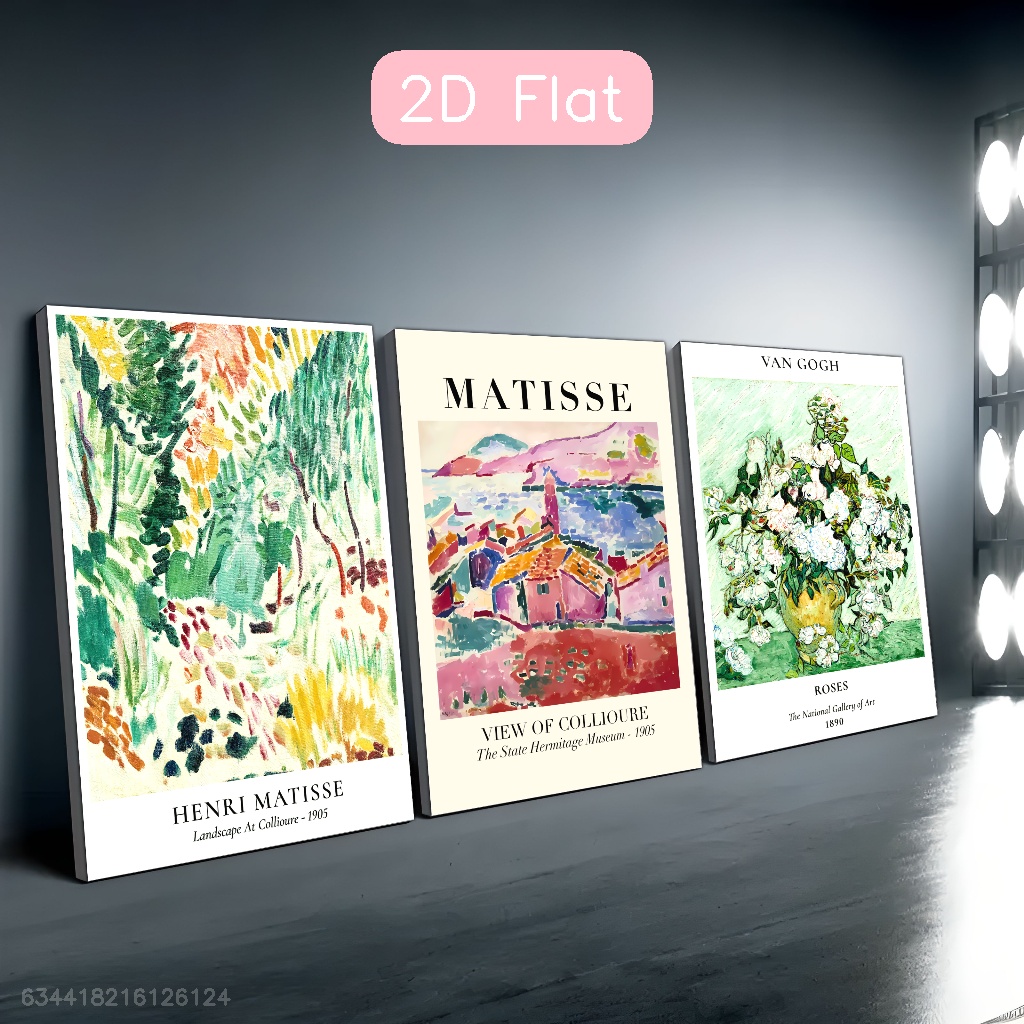 2D Flat
HENRI MATISSE
Landscape At Collioure - 1905
MATISSE
VIEW OF COLLIOURE
The State Hermitage Museum - 1905
VAN GOGH
ROSES
The National Gallery of Art
1890
634418216126124